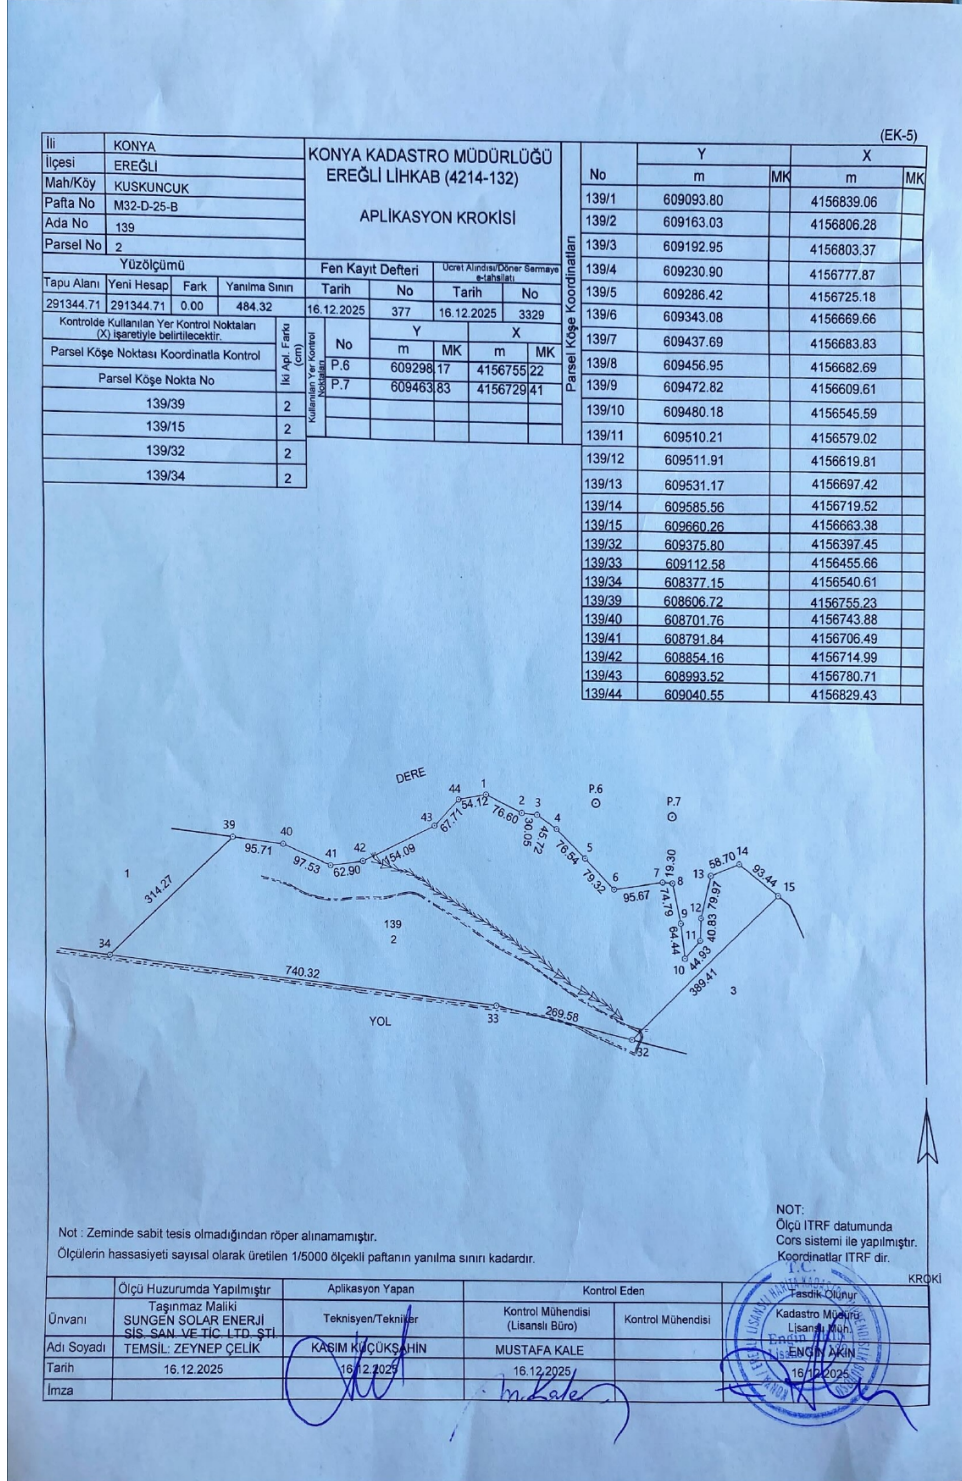 (EK-5)
İli KONYA
İlçesi EREĞLİ
Mah/Köy KUSKUNCUK
Pafta No M32-D-25-B
Ada No 139
Parsel No 2
KONYA KADASTRO MÜDÜRLÜĞÜ
EREĞLİ LİHKAB (4214-132)
APLİKASYON KROKİSİ
Yüzölçümü
Tapu Alanı Yeni Hesap Fark Yanılma Sınırı
291344.71 291344.71 0.00 484.32
Fen Kayıt Defteri
Tarih No
16.12.2025 377
Ücret Alındısı/Döner Sermaye
e-tahsilatı
Tarih No
16.12.2025 3329
Kontrolde Kullanılan Yer Kontrol Noktaları
(X) işaretiyle belirtilecektir.
Parsel Köşe Noktası Koordinatla Kontrol
Parsel Köşe Nokta No
İki Apl. Farkı
(cm)
139/39 2
139/15 2
139/32 2
139/34 2
Kullanılan Yer Kontrol
Noktaları
No Y X
m MK m MK
P.6 609298.17 4156755.22
P.7 609463.83 4156729.41
Parsel Köşe Koordinatları
No Y X
m MK m MK
139/1 609093.80 4156839.06
139/2 609163.03 4156806.28
139/3 609192.95 4156803.37
139/4 609230.90 4156777.87
139/5 609286.42 4156725.18
139/6 609343.08 4156669.66
139/7 609437.69 4156683.83
139/8 609456.95 4156682.69
139/9 609472.82 4156609.61
139/10 609480.18 4156545.59
139/11 609510.21 4156579.02
139/12 609511.91 4156619.81
139/13 609531.17 4156697.42
139/14 609585.56 4156719.52
139/15 609660.26 4156663.38
139/32 609375.80 4156397.45
139/33 609112.58 4156455.66
139/34 608377.15 4156540.61
139/39 608606.72 4156755.23
139/40 608701.76 4156743.88
139/41 608791.84 4156706.49
139/42 608854.16 4156714.99
139/43 608993.52 4156780.71
139/44 609040.55 4156829.43
DERE
P.6
P.7
39 40 41 42 43 44 1 2 3 4 5 6 7 8 9 10 11 12 13 14 15
95.71 97.53 62.90 154.09 67.71 54.12 76.60 30.05 45.72 76.54 79.32 95.67 19.30 74.79 64.44 44.93 40.83 79.97 58.70 93.44
1
314.27
139
2
389.41
3
34
740.32
33
269.58
32
YOL
Not : Zeminde sabit tesis olmadığından röper alınamamıştır.
Ölçülerin hassasiyeti sayısal olarak üretilen 1/5000 ölçekli paftanın yanılma sınırı kadardır.
NOT:
Ölçü ITRF datumunda
Cors sistemi ile yapılmıştır.
Koordinatlar ITRF dir.
KROKİ
Ölçü Huzurumda Yapılmıştır Aplikasyon Yapan Kontrol Eden Tasdik Olunur
Ünvanı
Taşınmaz Maliki
SUNGEN SOLAR ENERJİ
SİS. SAN. VE TİC. LTD. ŞTİ.
Teknisyen/Tekniker
Kontrol Mühendisi
(Lisanslı Büro)
Kontrol Mühendisi
Kadastro Müdürü
Lisanslı Müh.
Adı Soyadı TEMSİL: ZEYNEP ÇELİK KASIM KÜÇÜKŞAHİN MUSTAFA KALE ENGİN AKIN
Tarih 16.12.2025 16.12.2025 16.12.2025 16.12.2025
İmza
M.Kale
T.C.
Engin